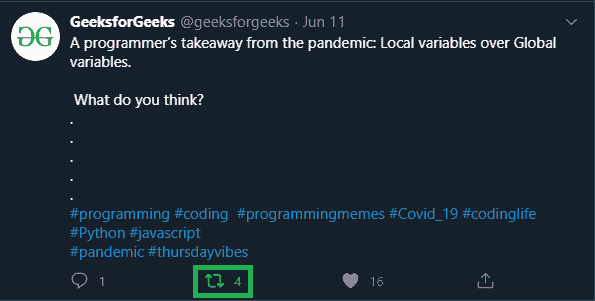 GeeksforGeeks @geeksforgeeks · Jun 11
A programmer's takeaway from the pandemic: Local variables over Global
variables.
What do you think?
.
.
.
.
.
#programming #coding #programmingmemes #Covid_19 #codinglife
#Python #javascript
#pandemic #thursdayvibes
1 4 16